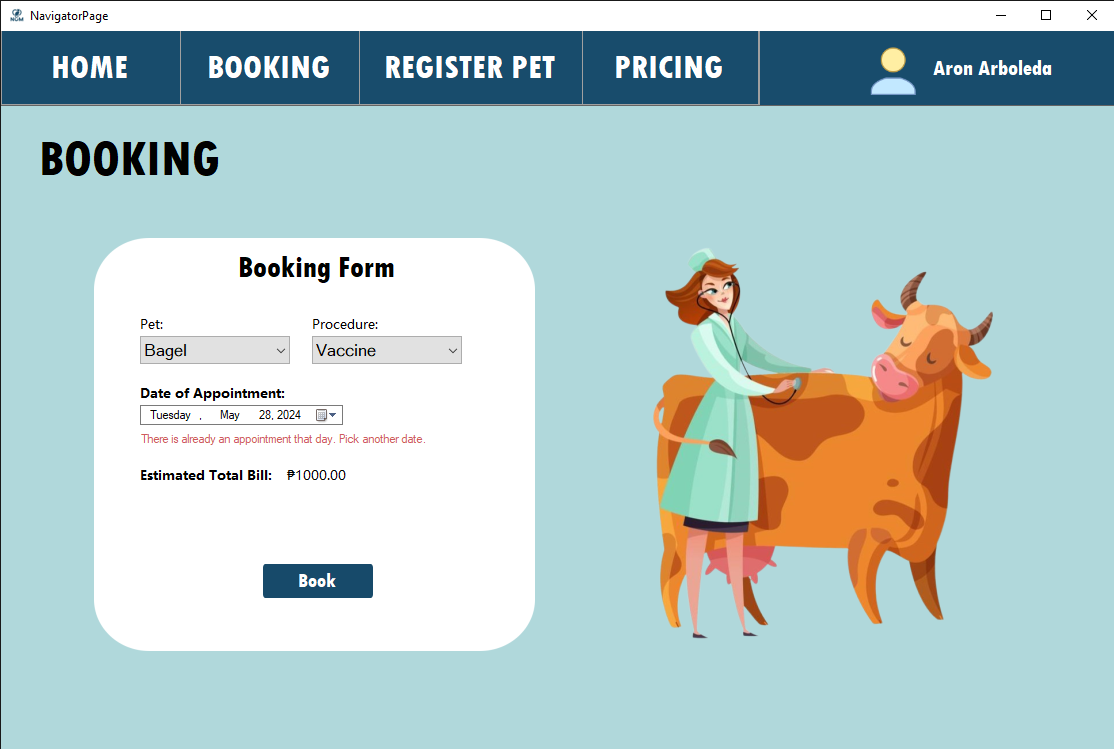 NGM NavigatorPage
HOME BOOKING REGISTER PET PRICING Aron Arboleda
BOOKING
Booking Form
Pet: Procedure:
Bagel Vaccine
Date of Appointment:
Tuesday , May 28, 2024
There is already an appointment that day. Pick another date.
Estimated Total Bill: ₱1000.00
Book